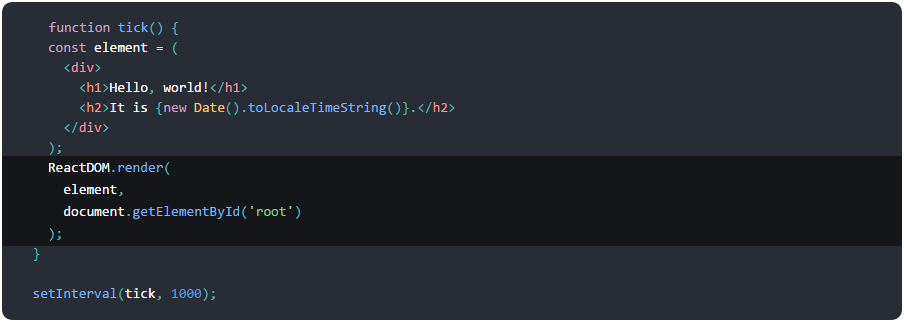 function tick() {
const element = (
<div>
<h1>Hello, world!</h1>
<h2>It is {new Date().toLocaleTimeString()}.</h2>
</div>
);
ReactDOM.render(
element,
document.getElementById('root')
);
}
setInterval(tick, 1000);